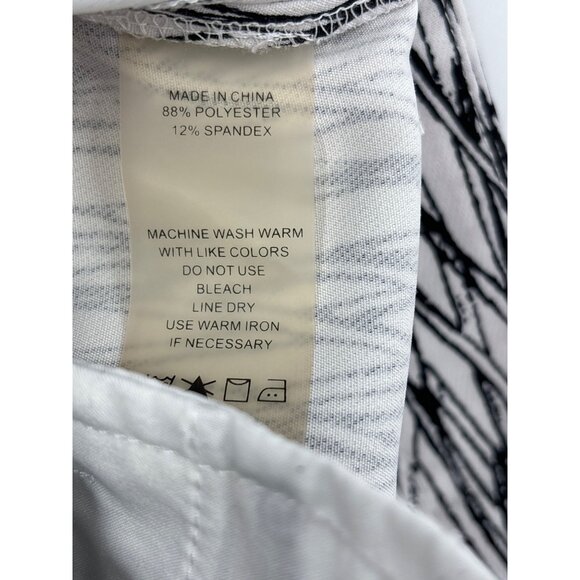 MADE IN CHINA
88% POLYESTER
12% SPANDEX
MACHINE WASH WARM
WITH LIKE COLORS
DO NOT USE
BLEACH
LINE DRY
USE WARM IRON
IF NECESSARY